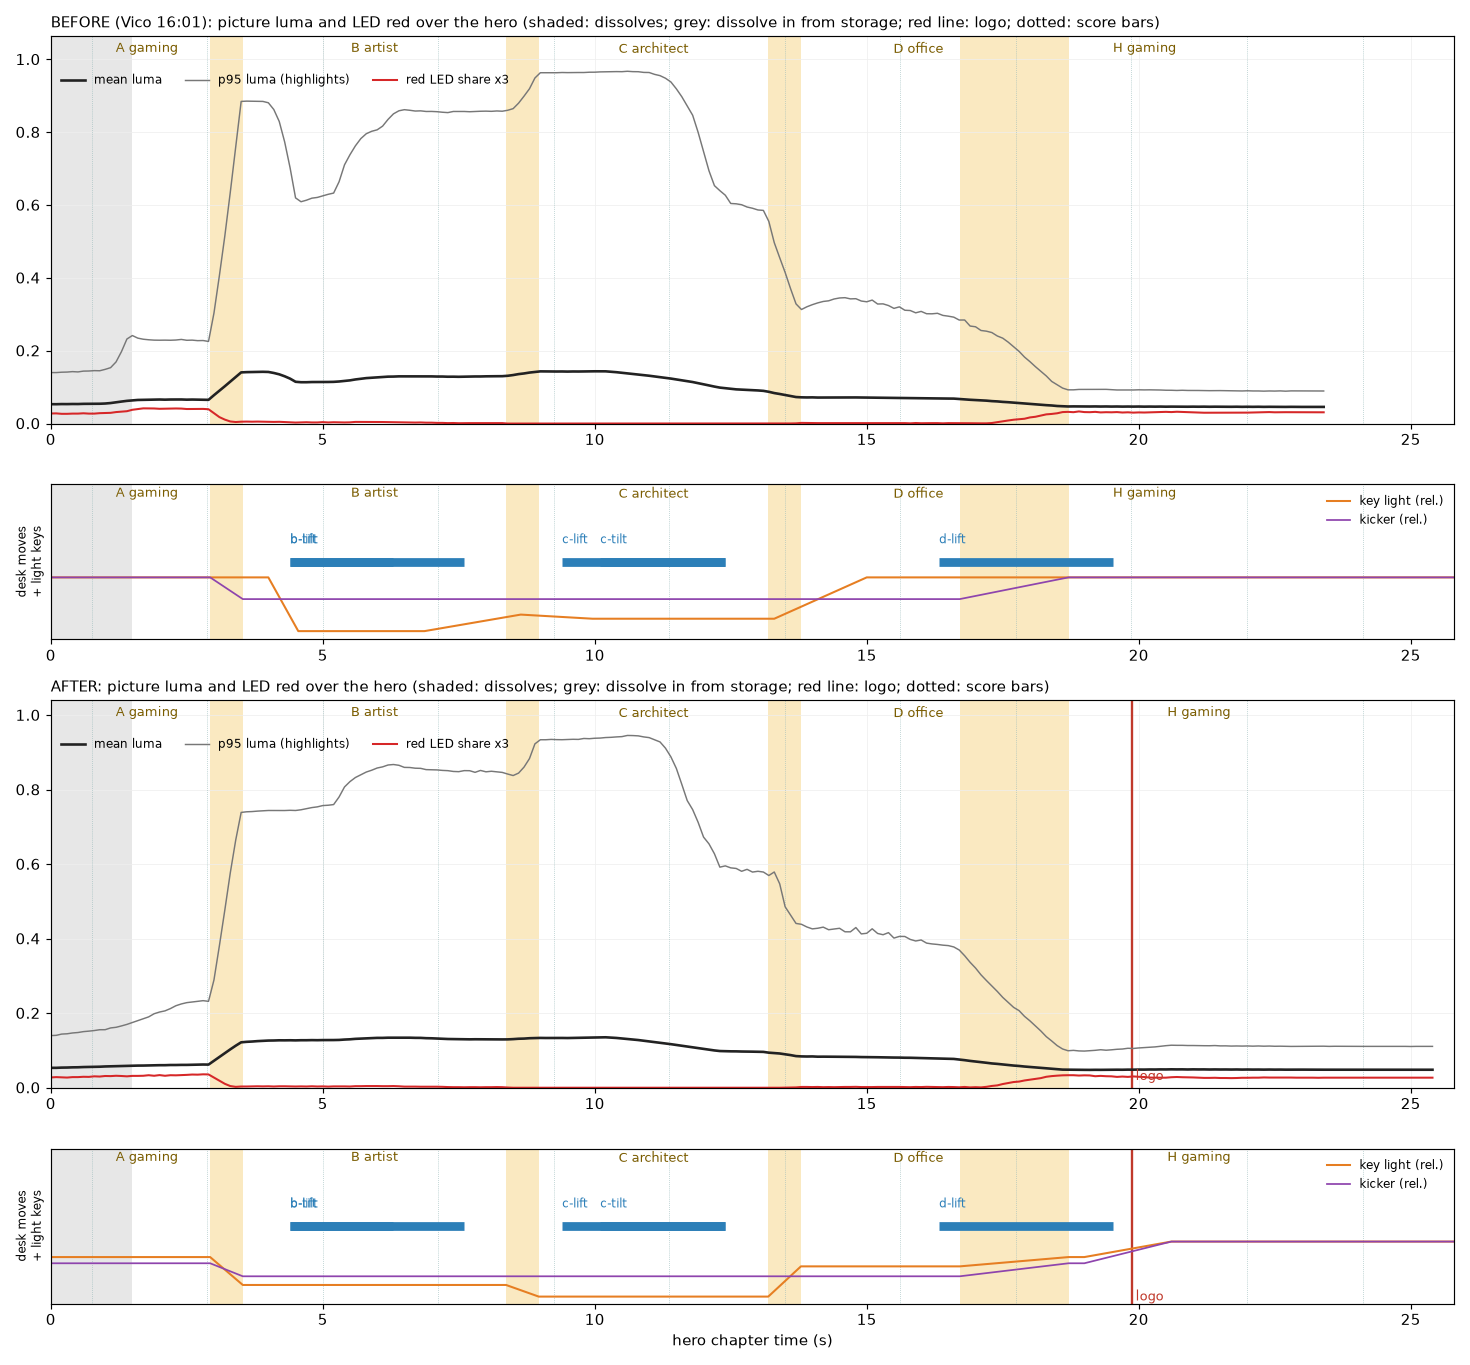 BEFORE (Vico 16:01): picture luma and LED red over the hero (shaded: dissolves; grey: dissolve in from storage; red line: logo; dotted: score bars)
A gaming B artist C architect D office H gaming
mean luma p95 luma (highlights) red LED share x3
1.0
0.8
0.6
0.4
0.2
0.0
0 5 10 15 20 25
A gaming B artist C architect D office H gaming
key light (rel.)
kicker (rel.)
desk moves
+ light keys
c-lift c-tilt d-lift
0 5 10 15 20 25
AFTER: picture luma and LED red over the hero (shaded: dissolves; grey: dissolve in from storage; red line: logo; dotted: score bars)
A gaming B artist C architect D office H gaming
mean luma p95 luma (highlights) red LED share x3
1.0
0.8
0.6
0.4
0.2
0.0
logo
0 5 10 15 20 25
A gaming B artist C architect D office H gaming
key light (rel.)
kicker (rel.)
desk moves
+ light keys
c-lift c-tilt d-lift
logo
0 5 10 15 20 25
hero chapter time (s)